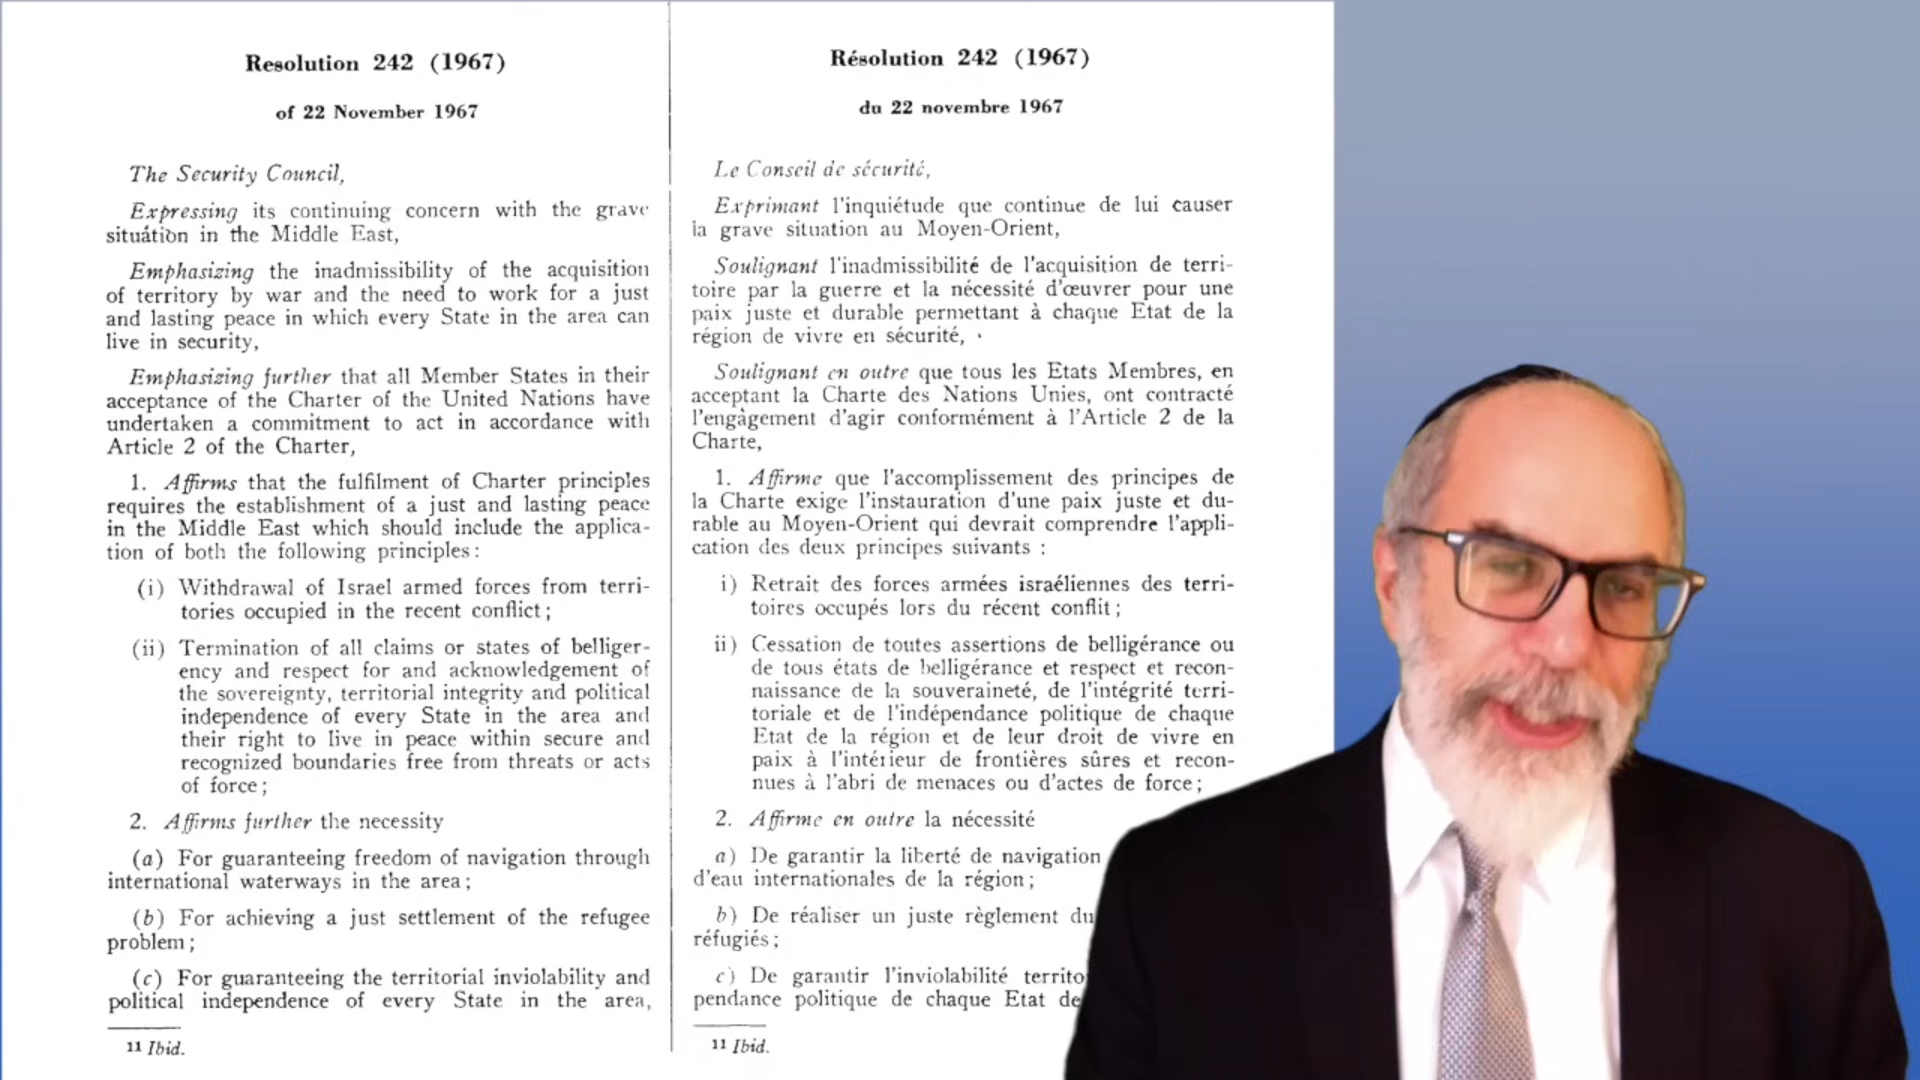 Resolution 242 (1967)
of 22 November 1967
The Security Council,
Expressing its continuing concern with the grave
situation in the Middle East,
Emphasizing the inadmissibility of the acquisition
of territory by war and the need to work for a just
and lasting peace in which every State in the area can
live in security,
Emphasizing further that all Member States in their
acceptance of the Charter of the United Nations have
undertaken a commitment to act in accordance with
Article 2 of the Charter,
1. Affirms that the fulfilment of Charter principles
requires the establishment of a just and lasting peace
in the Middle East which should include the applica-
tion of both the following principles:
(i) Withdrawal of Israel armed forces from terri-
tories occupied in the recent conflict;
(ii) Termination of all claims or states of belliger-
ency and respect for and acknowledgement of
the sovereignty, territorial integrity and political
independence of every State in the area and
their right to live in peace within secure and
recognized boundaries free from threats or acts
of force;
2. Affirms further the necessity
(a) For guaranteeing freedom of navigation through
international waterways in the area;
(b) For achieving a just settlement of the refugee
problem;
(c) For guaranteeing the territorial inviolability and
political independence of every State in the area,
11 Ibid.
Résolution 242 (1967)
du 22 novembre 1967
Le Conseil de sécurité,
Exprimant l'inquiétude que continue de lui causer
la grave situation au Moyen-Orient,
Soulignant l'inadmissibilité de l'acquisition de terri-
toire par la guerre et la nécessité d'œuvrer pour une
paix juste et durable permettant à chaque Etat de la
région de vivre en sécurité,
Soulignant en outre que tous les Etats Membres, en
acceptant la Charte des Nations Unies, ont contracté
l'engagement d'agir conformément à l'Article 2 de la
Charte,
1. Affirme que l'accomplissement des principes de
la Charte exige l'instauration d'une paix juste et du-
rable au Moyen-Orient qui devrait comprendre l'appli-
cation des deux principes suivants :
i) Retrait des forces armées israéliennes des terri-
toires occupés lors du récent conflit;
ii) Cessation de toutes assertions de belligérance ou
de tous états de belligérance et respect et recon-
naissance de la souveraineté, de l'intégrité terri-
toriale et de l'indépendance politique de chaque
Etat de la région et de leur droit de vivre en
paix à l'intérieur de frontières sûres et recon-
nues à l'abri de menaces ou d'actes de force;
2. Affirme en outre la nécessité
a) De garantir la liberté de navigation
d'eau internationales de la région;
b) De réaliser un juste règlement du
réfugiés;
c) De garantir l'inviolabilité territo
pendance politique de chaque Etat de
11 Ibid.